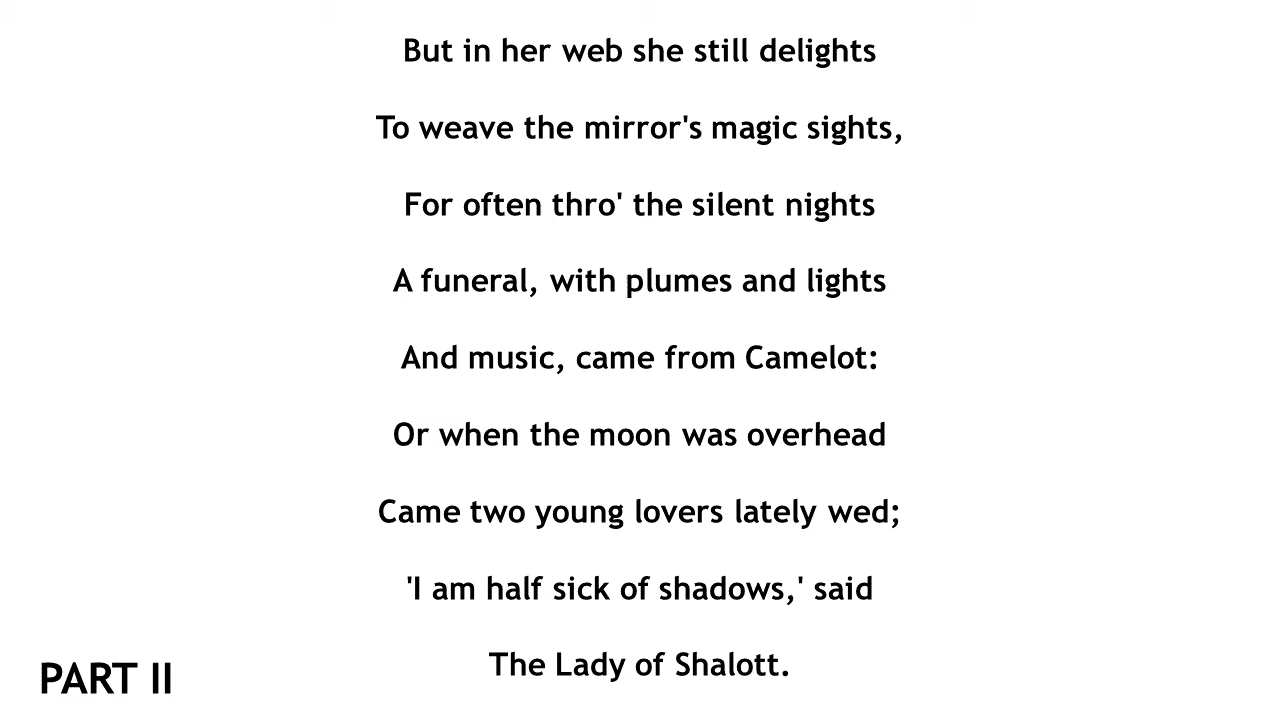 But in her web she still delights
To weave the mirror's magic sights,
For often thro' the silent nights
A funeral, with plumes and lights
And music, came from Camelot:
Or when the moon was overhead
Came two young lovers lately wed;
'I am half sick of shadows,' said
The Lady of Shalott.
PART II